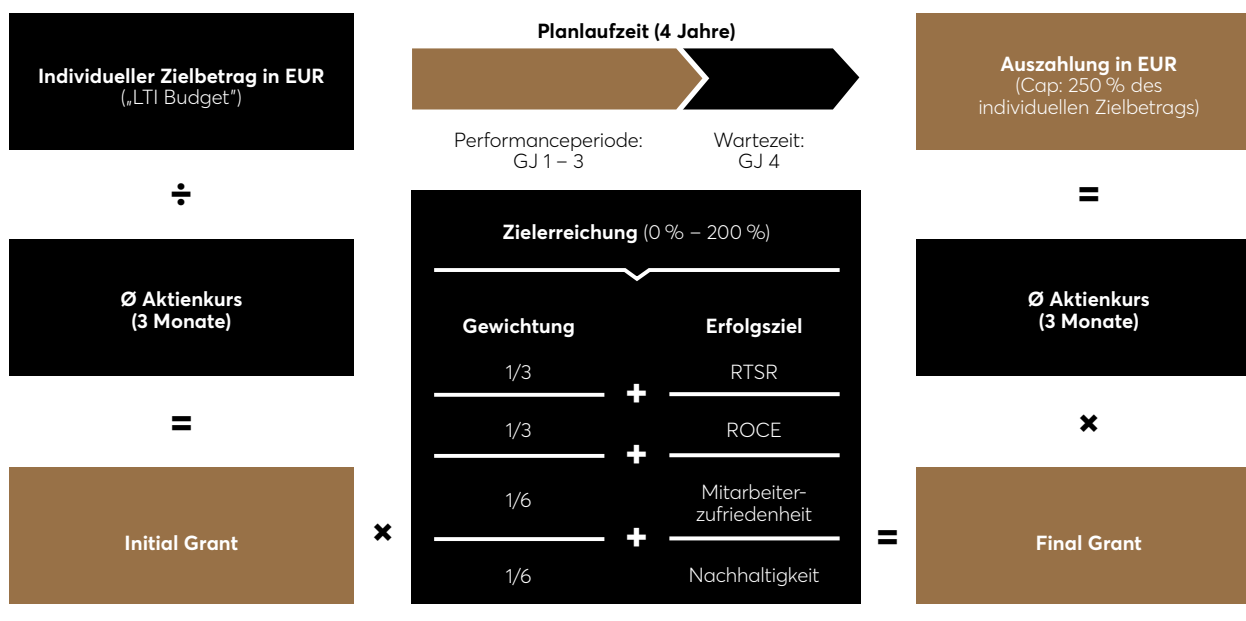 Individueller Zielbetrag in EUR
(„LTI Budget“)
÷
Ø Aktienkurs
(3 Monate)
=
Initial Grant
×
Planlaufzeit (4 Jahre)
Performanceperiode:
GJ 1 – 3
Wartezeit:
GJ 4
Zielerreichung (0 % – 200 %)
Gewichtung Erfolgsziel
1/3 RTSR
+
1/3 ROCE
+
1/6 Mitarbeiter-
zufriedenheit
+
1/6 Nachhaltigkeit
=
Auszahlung in EUR
(Cap: 250 % des
individuellen Zielbetrags)
=
Ø Aktienkurs
(3 Monate)
×
Final Grant